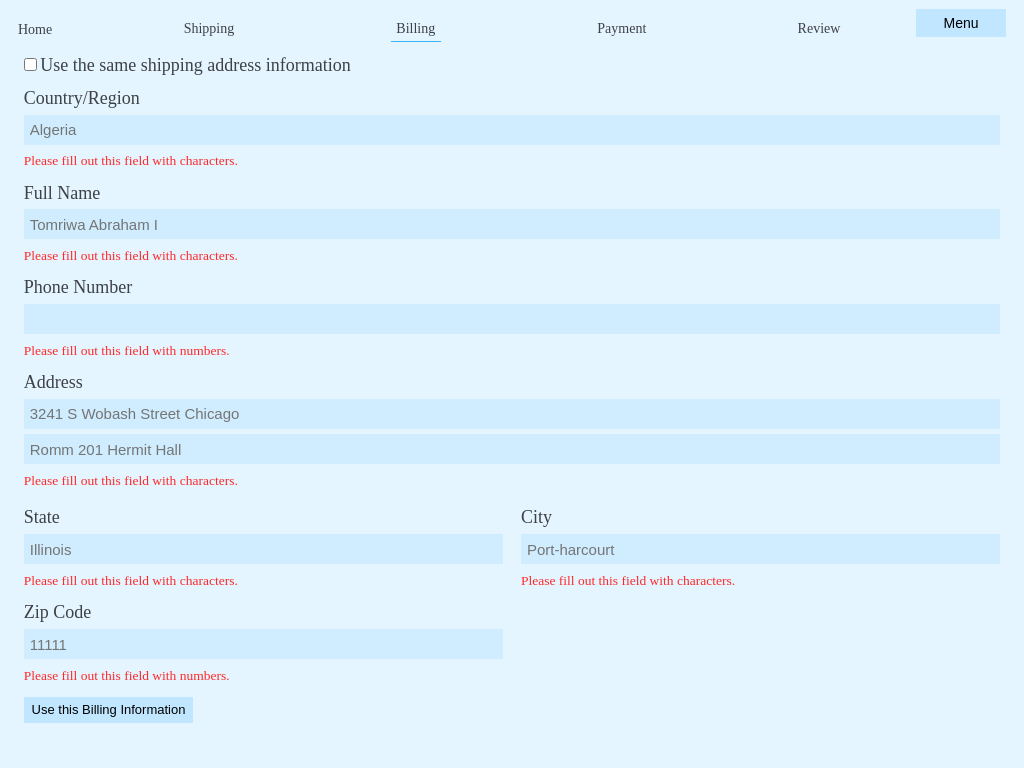 Home Shipping Billing Payment Review Menu
Use the same shipping address information
Country/Region
Algeria
Please fill out this field with characters.
Full Name
Tomriwa Abraham I
Please fill out this field with characters.
Phone Number
Please fill out this field with numbers.
Address
3241 S Wobash Street Chicago
Romm 201 Hermit Hall
Please fill out this field with characters.
State City
Illinois Port-harcourt
Please fill out this field with characters. Please fill out this field with characters.
Zip Code
11111
Please fill out this field with numbers.
Use this Billing Information